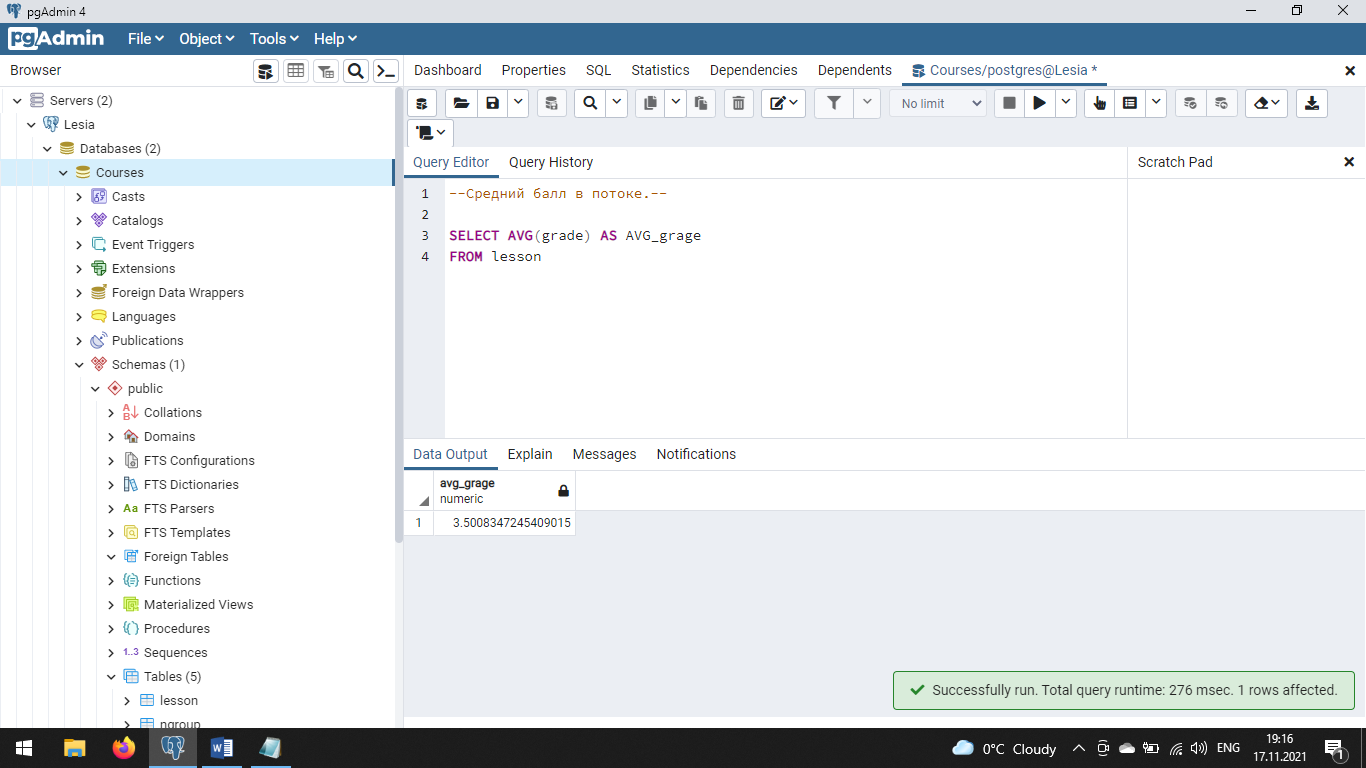 pgAdmin 4
pgAdmin File Object Tools Help
Browser
Dashboard Properties SQL Statistics Dependencies Dependents Courses/postgres@Lesia *
No limit
Query Editor Query History Scratch Pad
Servers (2)
Lesia
Databases (2)
Courses
Casts
Catalogs
Event Triggers
Extensions
Foreign Data Wrappers
Languages
Publications
Schemas (1)
public
Collations
Domains
FTS Configurations
FTS Dictionaries
Aa FTS Parsers
FTS Templates
Foreign Tables
Functions
Materialized Views
Procedures
1..3 Sequences
Tables (5)
lesson
ngroup
1 --Средний балл в потоке.--
2
3 SELECT AVG(grade) AS AVG_grage
4 FROM lesson
Data Output Explain Messages Notifications
avg_grage
numeric
1 3.5008347245409015
Successfully run. Total query runtime: 276 msec. 1 rows affected.
0°C Cloudy ENG
19:16
17.11.2021
1